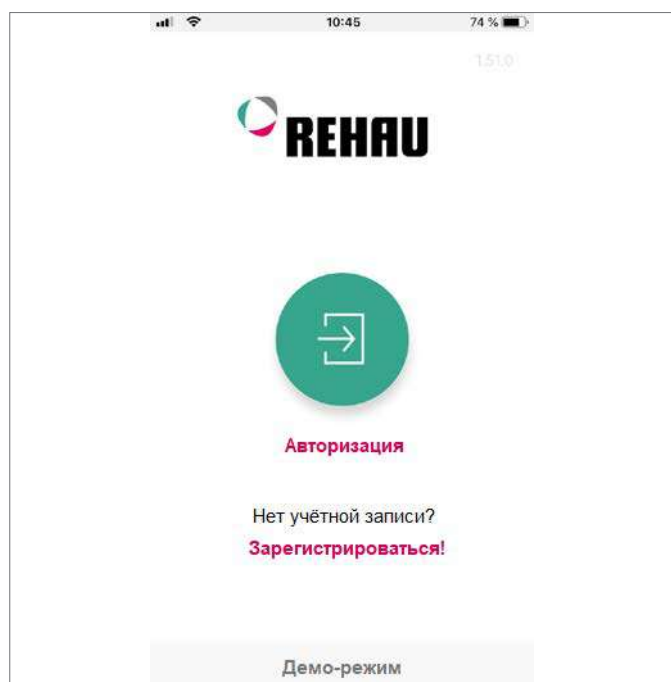 10:45
74 %
1.51.0
REHAU
Авторизация
Нет учётной записи?
Зарегистрироваться!
Демо-режим